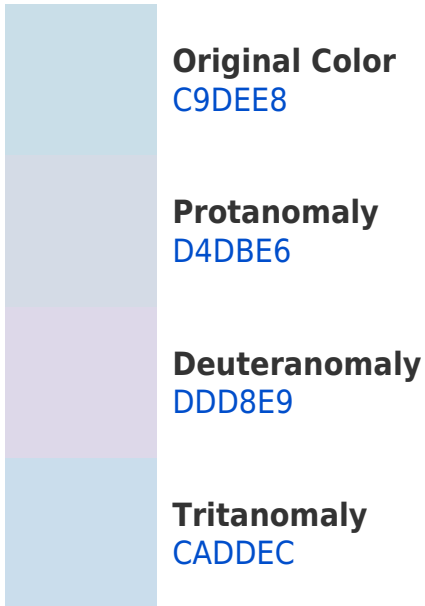 Original Color
C9DEE8
Protanomaly
D4DBE6
Deuteranomaly
DDD8E9
Tritanomaly
CADDEC